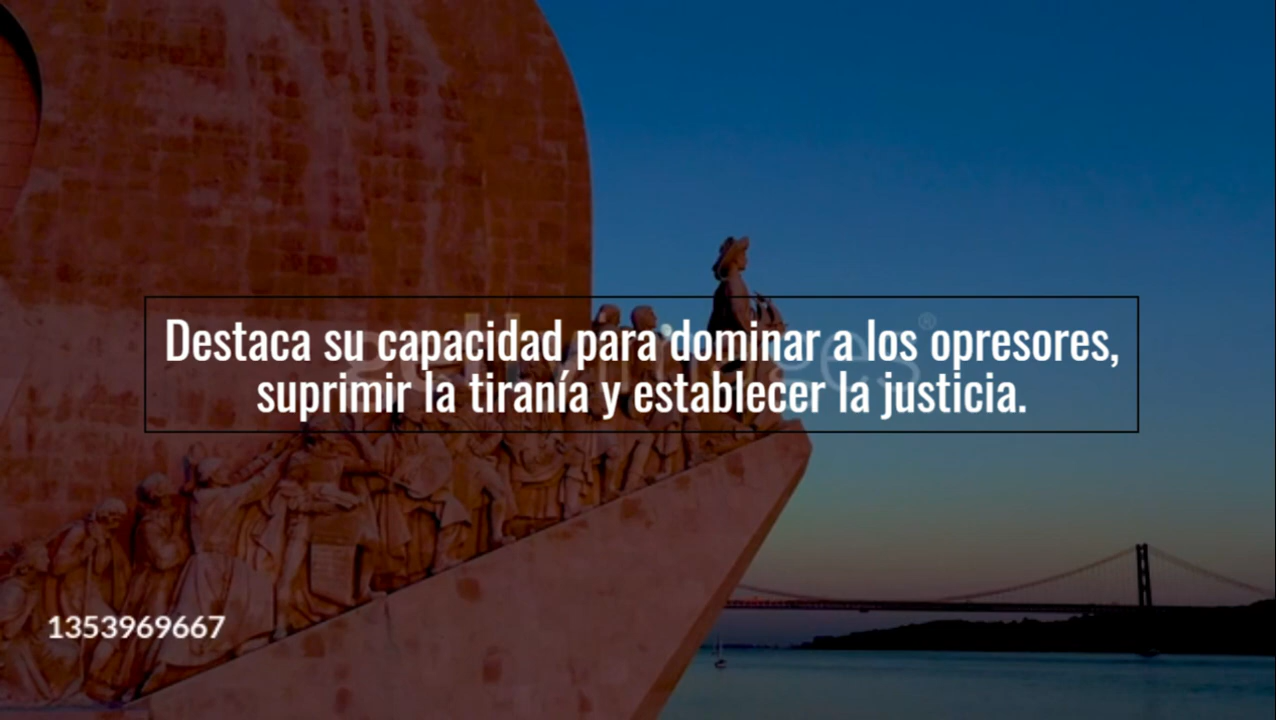 Destaca su capacidad para dominar a los opresores,
suprimir la tiranía y establecer la justicia.
1353969667